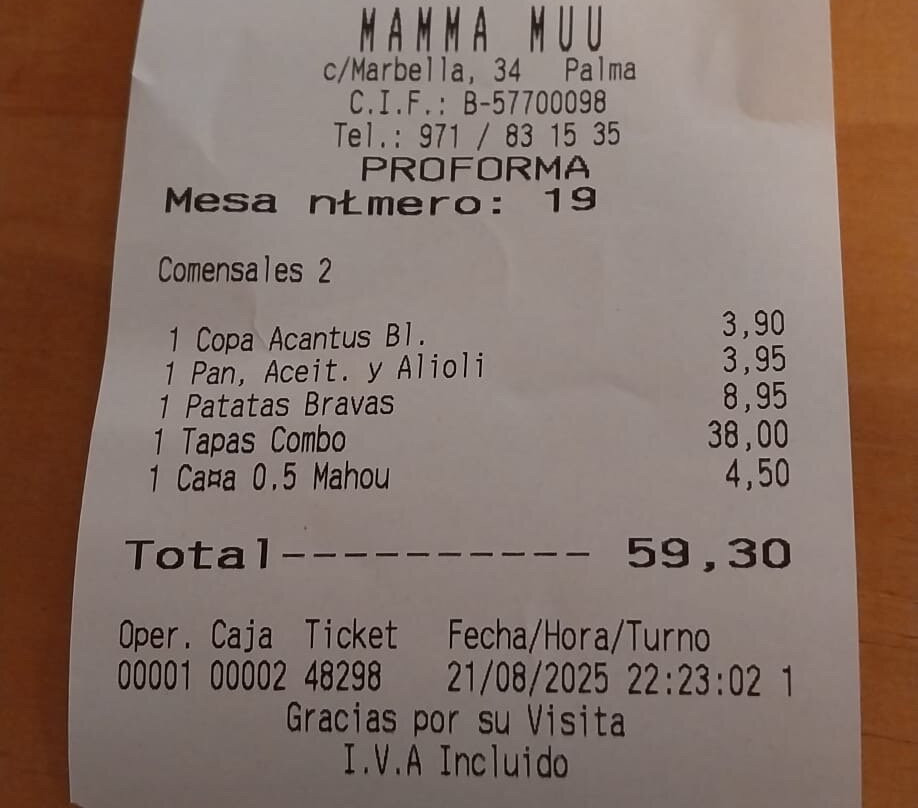 MAMMA MUU
c/Marbella, 34 Palma
C.I.F.: B-57700098
Tel.: 971 / 83 15 35
PROFORMA
Mesa nŁmero: 19
Comensales 2
1 Copa Acantus Bl. 3,90
1 Pan, Aceit. y Alioli 3,95
1 Patatas Bravas 8,95
1 Tapas Combo 38,00
1 Ca¤a 0.5 Mahou 4,50
Total----------- 59,30
Oper. Caja Ticket Fecha/Hora/Turno
00001 00002 48298 21/08/2025 22:23:02 1
Gracias por su Visita
I.V.A Incluido